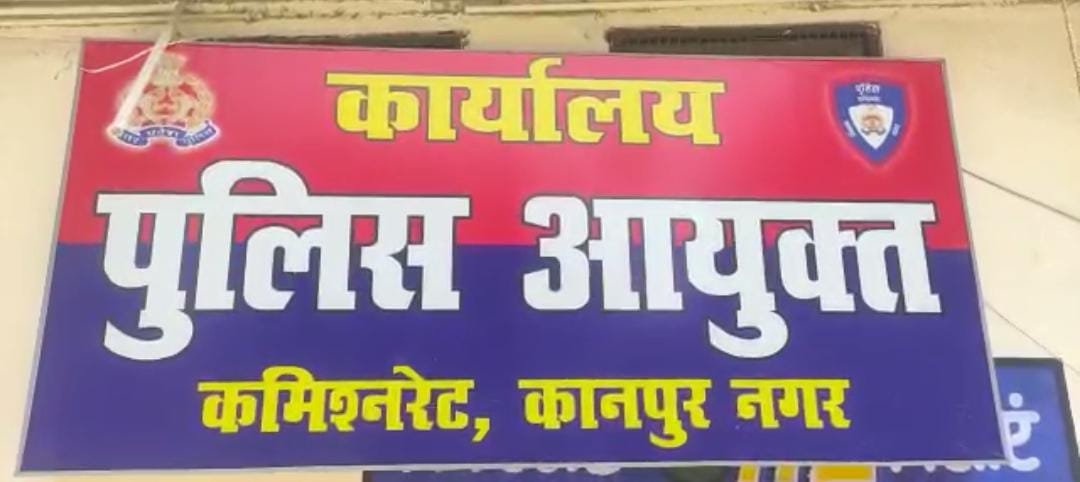 कार्यालय
पुलिस आयुक्त
कमिश्नरेट, कानपुर नगर